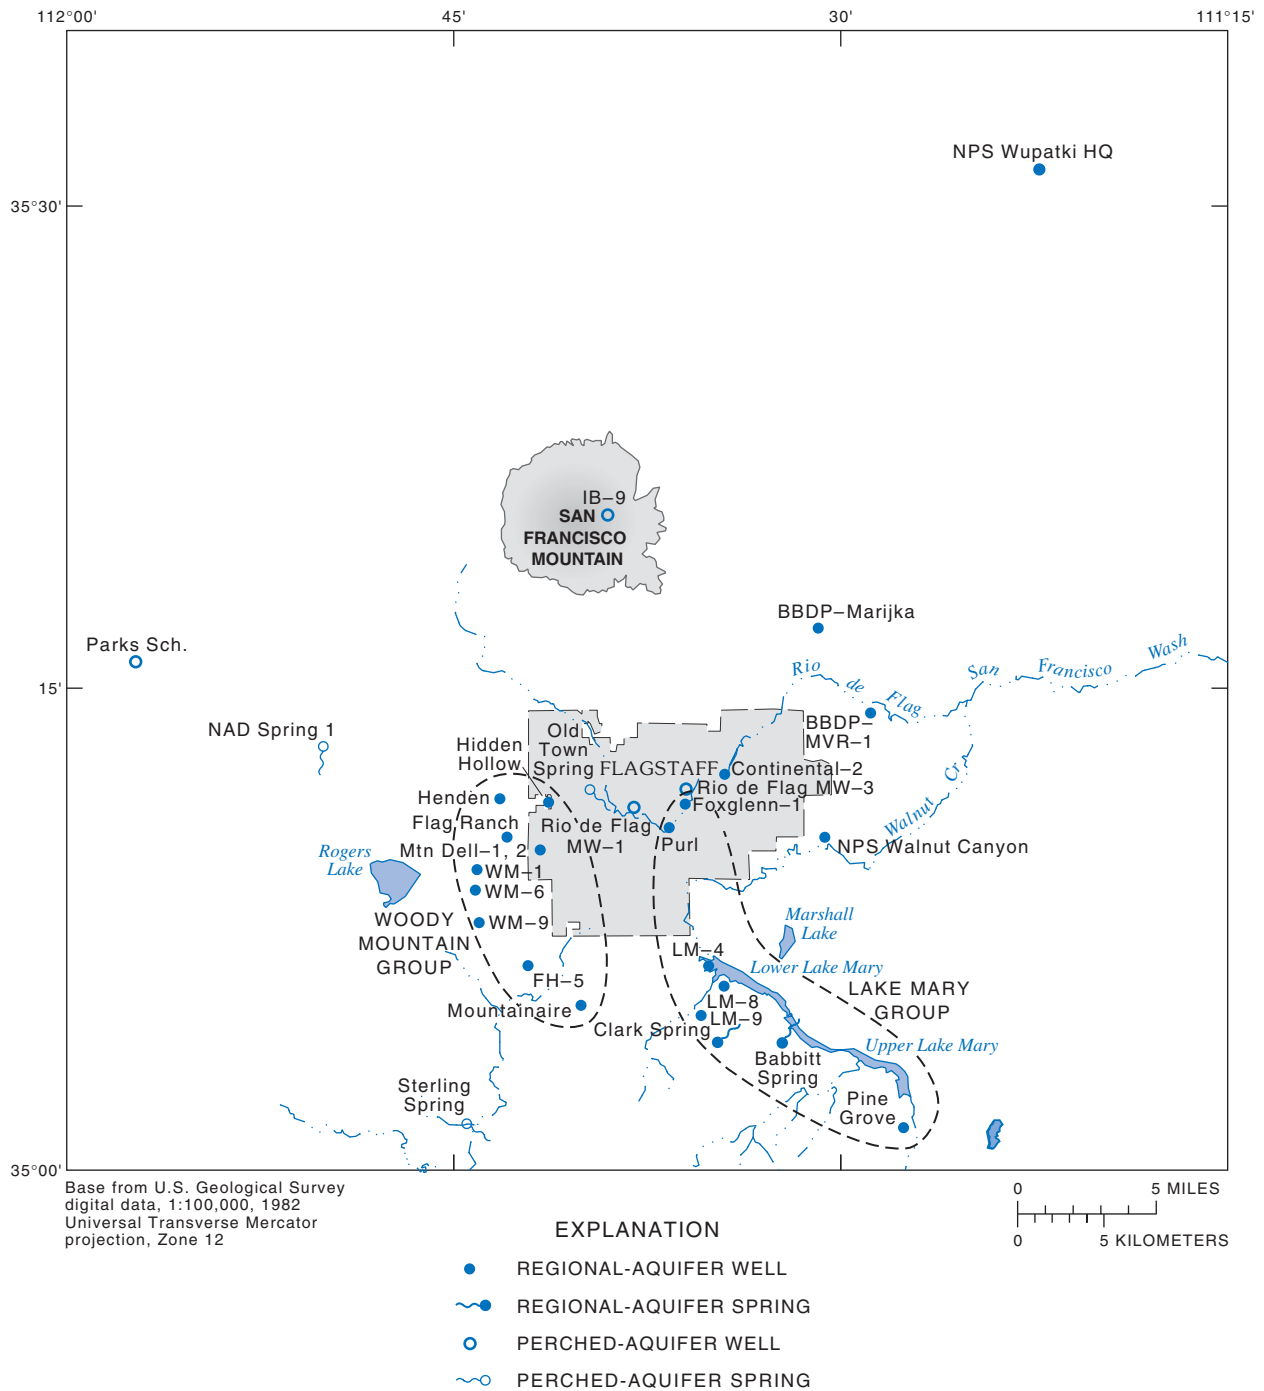 112°00'
45'
30'
111°15'
NPS Wupatki HQ
35°30'
IB–9
SAN
FRANCISCO
MOUNTAIN
BBDP–Marijka
Parks Sch.
Rio de Flag
San Francisco Wash
15'
NAD Spring 1
BBDP–
MVR–1
Old
Town
Spring
Hidden
Hollow
FLAGSTAFF
Continental–2
Rio de Flag MW–3
Foxglenn–1
Henden
Flag Ranch
Rio de Flag
MW–1
Purl
Walnut Cr
NPS Walnut Canyon
Mtn Dell–1, 2
Rogers
Lake
WM–1
WM–6
WM–9
WOODY
MOUNTAIN
GROUP
Marshall
Lake
LM–4
Lower Lake Mary
FH–5
LAKE MARY
GROUP
Mountainaire
LM–8
LM–9
Clark Spring
Upper Lake Mary
Babbitt
Spring
Sterling
Spring
Pine
Grove
35°00'
Base from U.S. Geological Survey
digital data, 1:100,000, 1982
Universal Transverse Mercator
projection, Zone 12
0 5 MILES
0 5 KILOMETERS
EXPLANATION
REGIONAL-AQUIFER WELL
REGIONAL-AQUIFER SPRING
PERCHED-AQUIFER WELL
PERCHED-AQUIFER SPRING